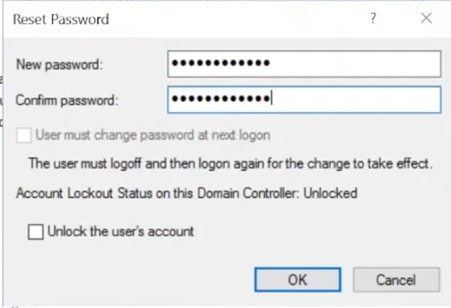 Reset Password
New password:
●●●●●●●●●●●●
Confirm password:
●●●●●●●●●●●●
User must change password at next logon
The user must logoff and then logon again for the change to take effect.
Account Lockout Status on this Domain Controller: Unlocked
Unlock the user's account
OK
Cancel